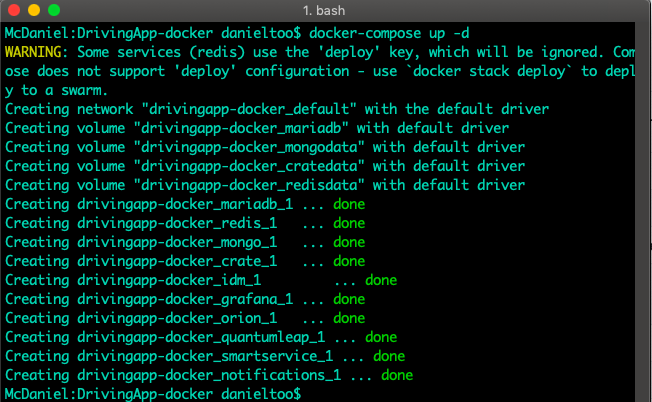 1. bash
McDaniel:DrivingApp-docker danieltoo$ docker-compose up -d
WARNING: Some services (redis) use the 'deploy' key, which will be ignored. Com
ose does not support 'deploy' configuration - use `docker stack deploy` to depl
y to a swarm.
Creating network "drivingapp-docker_default" with the default driver
Creating volume "drivingapp-docker_mariadb" with default driver
Creating volume "drivingapp-docker_mongodata" with default driver
Creating volume "drivingapp-docker_cratedata" with default driver
Creating volume "drivingapp-docker_redisdata" with default driver
Creating drivingapp-docker_mariadb_1 ... done
Creating drivingapp-docker_redis_1   ... done
Creating drivingapp-docker_mongo_1   ... done
Creating drivingapp-docker_crate_1   ... done
Creating drivingapp-docker_idm_1         ... done
Creating drivingapp-docker_grafana_1 ... done
Creating drivingapp-docker_orion_1   ... done
Creating drivingapp-docker_quantumleap_1 ... done
Creating drivingapp-docker_smartservice_1 ... done
Creating drivingapp-docker_notifications_1 ... done
McDaniel:DrivingApp-docker danieltoo$